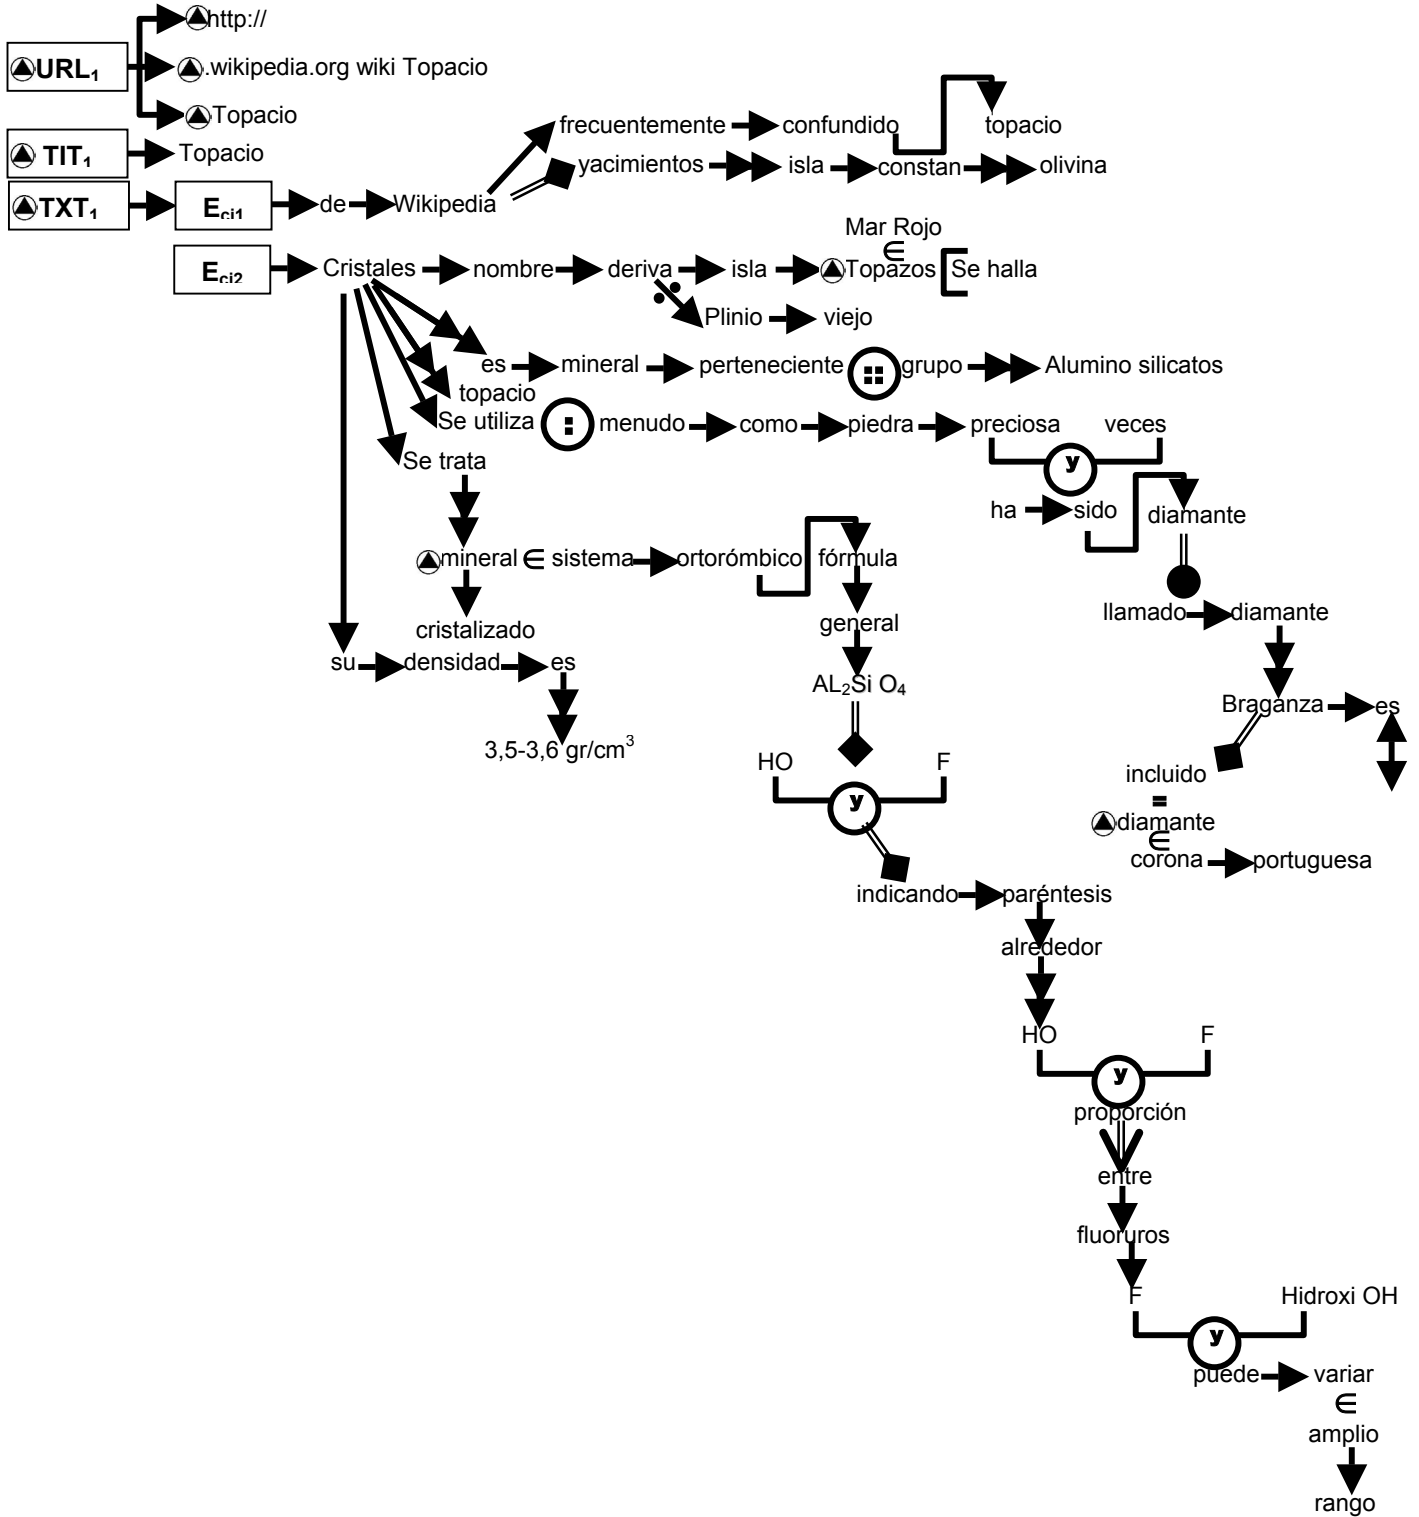 http://
URL₁
.wikipedia.org wiki Topacio
Topacio
frecuentemente confundido topacio
TIT₁ Topacio
yacimientos isla constan olivina
TXT₁ E_ci1 de Wikipedia
Mar Rojo
∈
E_ci2 Cristales nombre deriva isla Topazos Se halla
Plinio viejo
es mineral perteneciente :: grupo Alumino silicatos
topacio
Se utiliza : menudo como piedra preciosa veces
y
Se trata
ha sido diamante
mineral ∈ sistema ortorómbico fórmula
llamado diamante
general
cristalizado
su densidad es
AL₂Si O₄
Braganza es
3,5-3,6 gr/cm³
HO F
y
incluido
=
diamante
∈
corona portuguesa
indicando paréntesis
alrededor
HO F
y
proporción
entre
fluoruros
F Hidroxi OH
y
puede variar
∈
amplio
rango